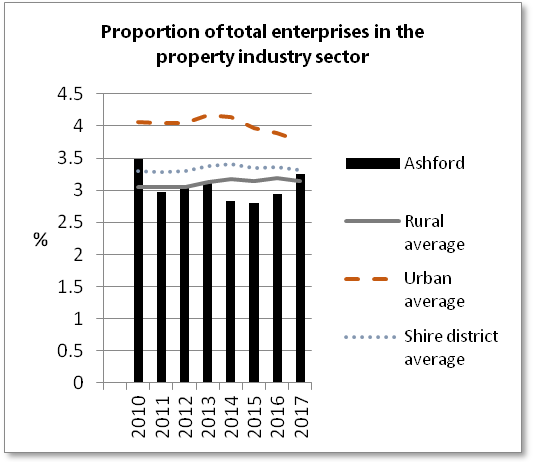 Proportion of total enterprises in the
property industry sector
4.5
4
3.5
3
2.5
2
1.5
1
0.5
0
%
2010
2011
2012
2013
2014
2015
2016
2017
Ashford
Rural
average
Urban
average
Shire district
average